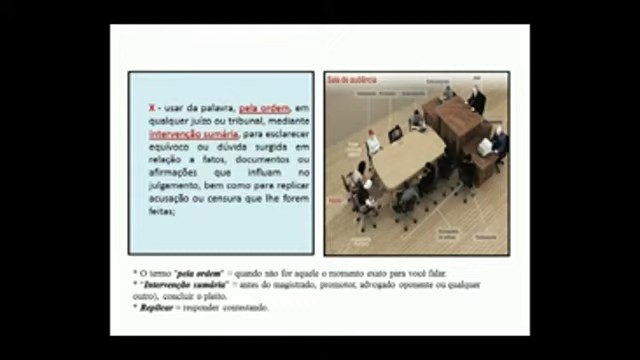 X - usar da palavra, pela ordem, em
qualquer juízo ou tribunal, mediante
intervenção sumária, para esclarecer
equívoco ou dúvida surgida em
relação a fatos, documentos ou
afirmações que influam no
julgamento, bem como para replicar
acusação ou censura que lhe forem
feitas;
Sala de audiência
* O termo "pela ordem" = quando não for aquele o momento exato para você falar.
* "Intervenção sumária" = antes do magistrado, promotor, advogado oponente ou qualquer
outro), concluir o pleito.
* Replicar = responder contestando.